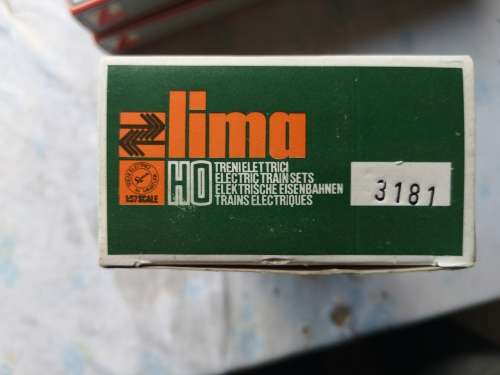 lima
HO
TRENI ELETTRICI
ELECTRIC TRAIN SETS
ELEKTRISCHE EISENBAHNEN
TRAINS ELECTRIQUES
3181